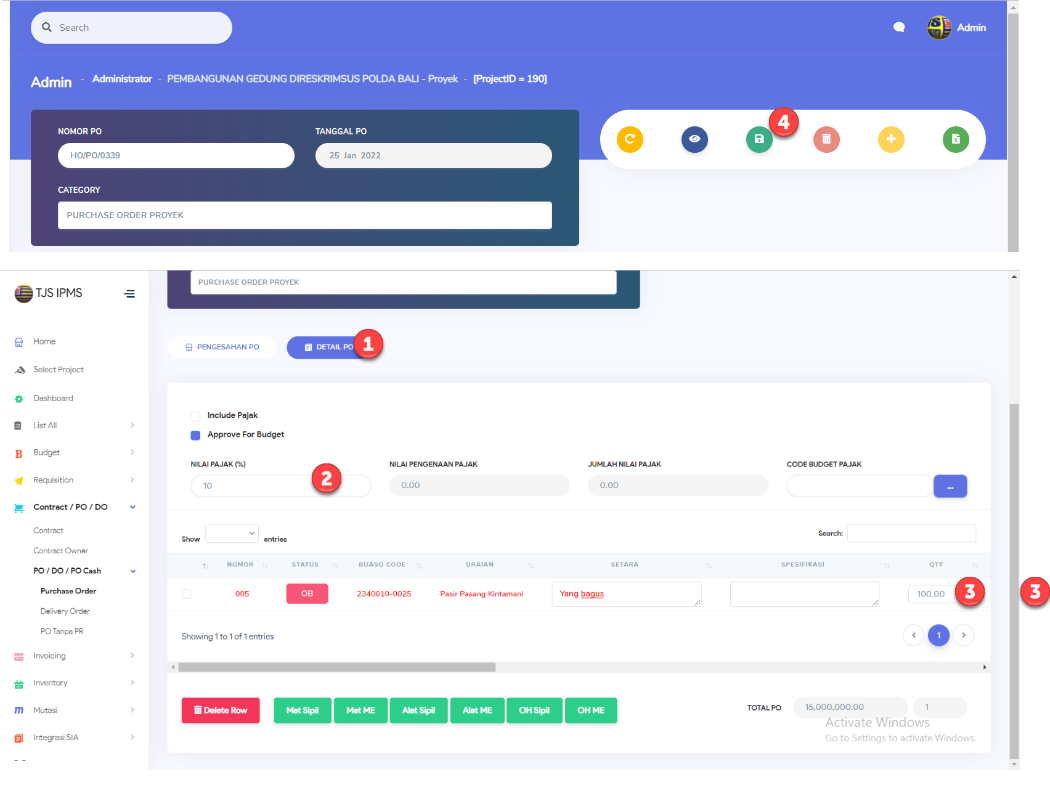 Search
Admin
Admin - Administrator - PEMBANGUNAN GEDUNG DIRESKRIMSUS POLDA BALI - Proyek - [ProjectID = 190]
NOMOR PO TANGGAL PO
4
HO/PO/0339 25 Jan 2022
CATEGORY
PURCHASE ORDER PROYEK
TJS IPMS
PURCHASE ORDER PROYEK
Home
PENGESAHAN PO DETAIL PO 1
Select Project
Dashboard
List All
Budget
Requisition
Contract / PO / DO
Contract
Contract Owner
PO / DO / PO Cash
Purchase Order
Delivery Order
PO Tanpa PR
Invoicing
Inventory
Mutasi
Integrasi SIA
Include Pajak
Approve For Budget
NILAI PAJAK (%) NILAI PENGENAAN PAJAK JUMLAH NILAI PAJAK CODE BUDGET PAJAK
10 2 0.00 0.00 ...
Show entries Search:
NOMOR STATUS BUASO CODE URAIAN SETARA SPESIFIKASI QTY
005 OB 2340010-0025 Pasir Pasang Kintamani Yang bagus 100.00 3 3
Showing 1 to 1 of 1 entries 1
Delete Row Mat Sipil Mat ME Alat Sipil Alat ME OH Sipil OH ME
TOTAL PO 15,000,000.00 1
Activate Windows
Go to Settings to activate Windows.